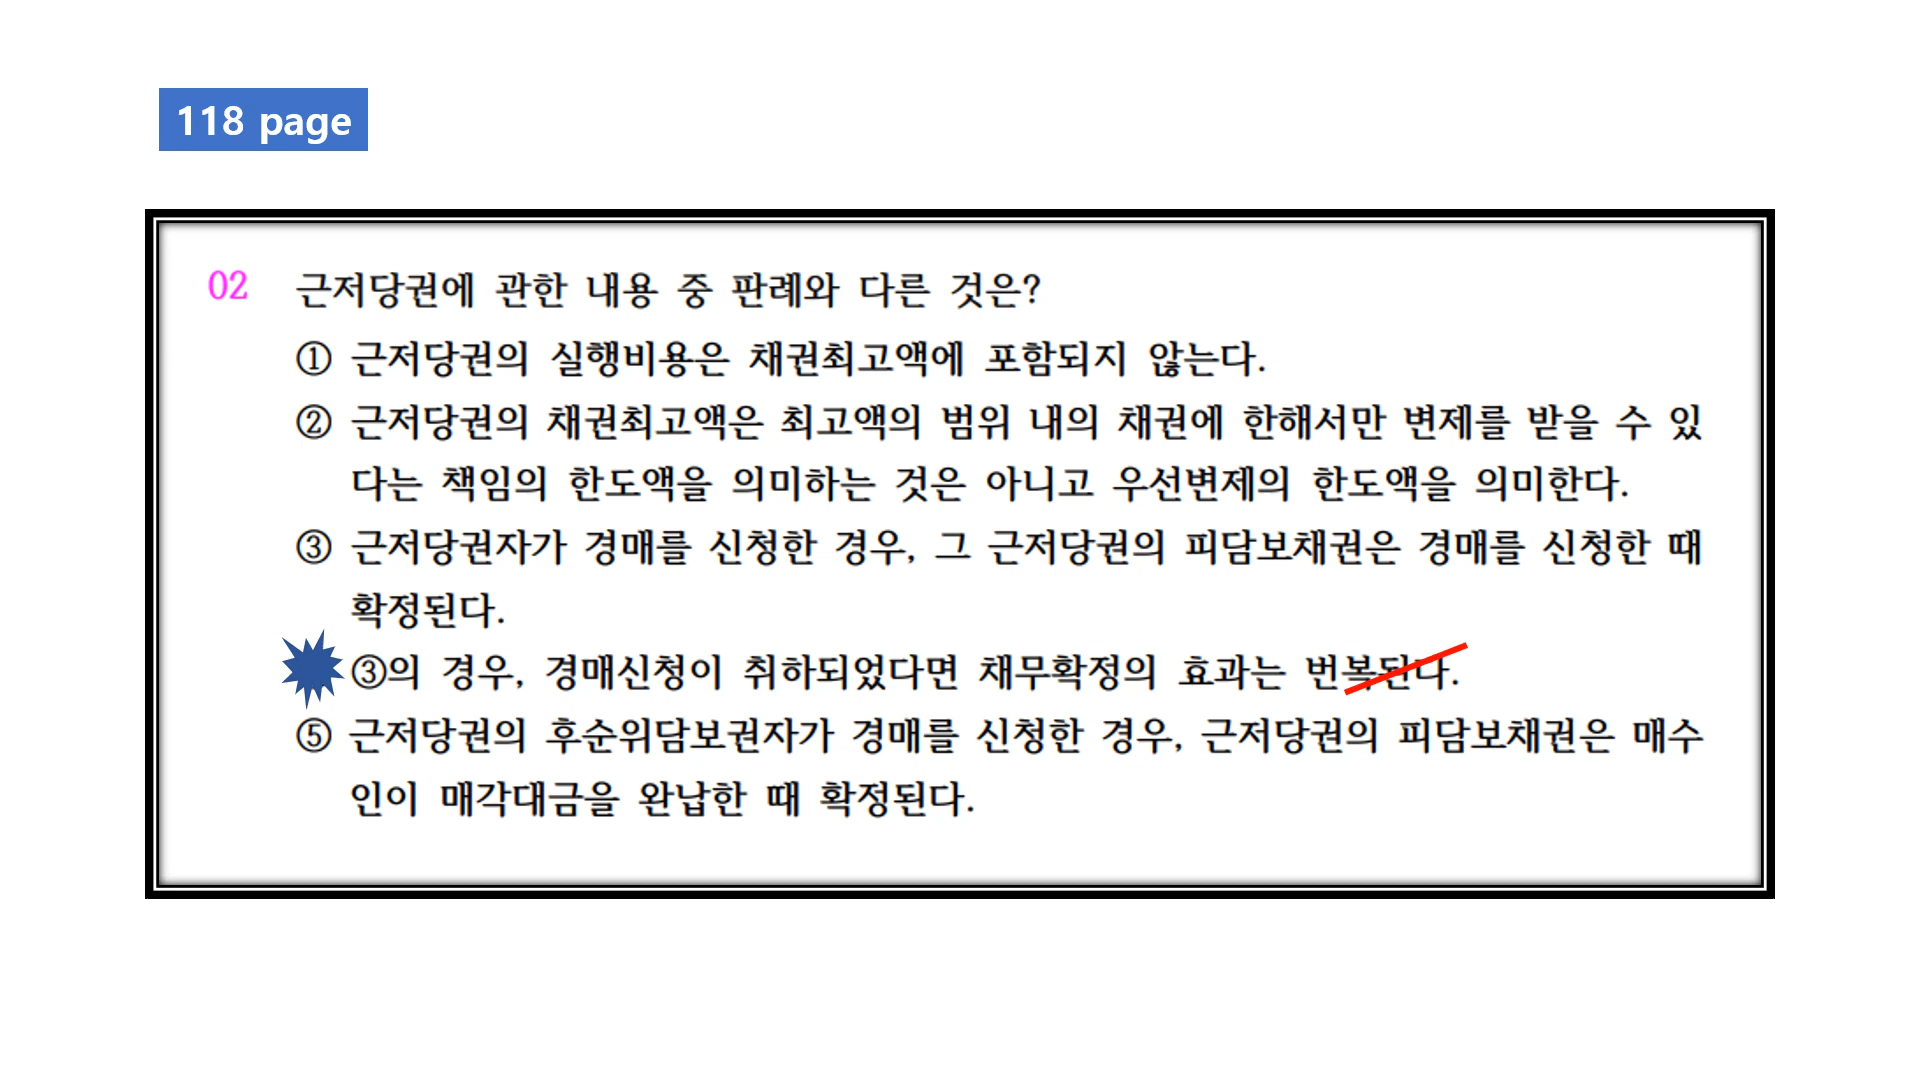 118 page
02 근저당권에 관한 내용 중 판례와 다른 것은?
① 근저당권의 실행비용은 채권최고액에 포함되지 않는다.
② 근저당권의 채권최고액은 최고액의 범위 내의 채권에 한해서만 변제를 받을 수 있
다는 책임의 한도액을 의미하는 것은 아니고 우선변제의 한도액을 의미한다.
③ 근저당권자가 경매를 신청한 경우, 그 근저당권의 피담보채권은 경매를 신청한 때
확정된다.
③의 경우, 경매신청이 취하되었다면 채무확정의 효과는 번복된다.
⑤ 근저당권의 후순위담보권자가 경매를 신청한 경우, 근저당권의 피담보채권은 매수
인이 매각대금을 완납한 때 확정된다.